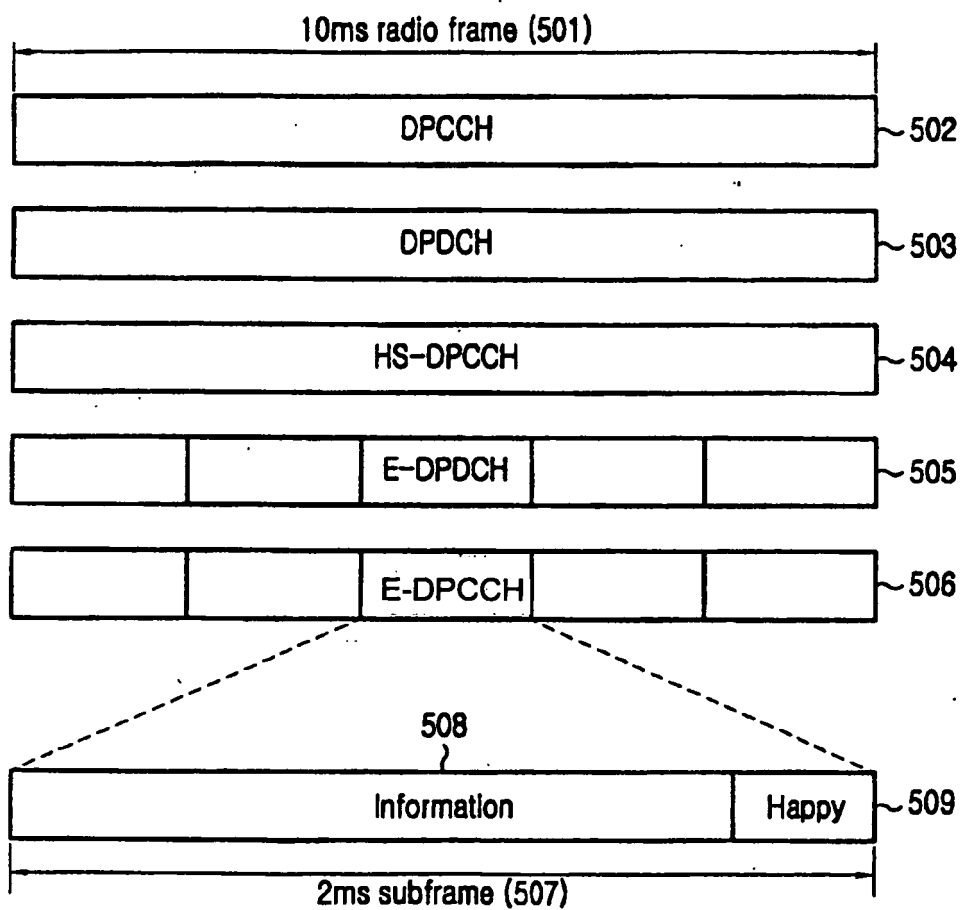 10ms radio frame (501)
DPCCH 502
DPDCH 503
HS-DPCCH 504
E-DPDCH 505
E-DPCCH 506
508
Information Happy 509
2ms subframe (507)